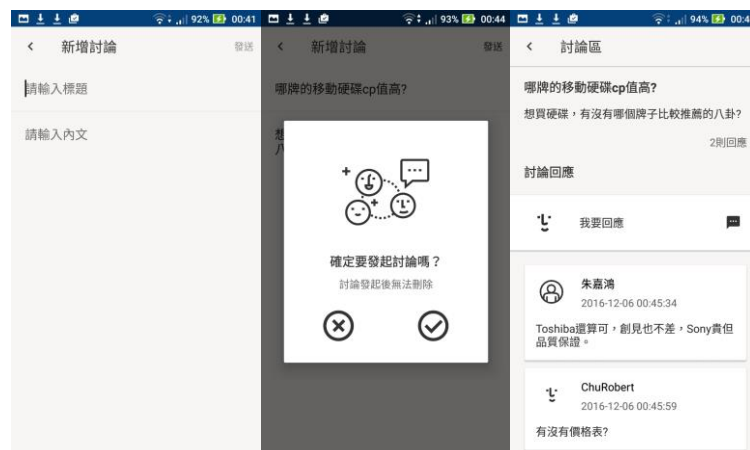 92% 00:41
新增討論
發送
請輸入標題
請輸入內文
93% 00:44
新增討論
發送
哪牌的移動硬碟cp值高?
想
八
確定要發起討論嗎？
討論發起後無法刪除
94% 00:4
討論區
哪牌的移動硬碟cp值高?
想買硬碟，有沒有哪個牌子比較推薦的八卦?
2則回應
討論回應
我要回應
朱嘉鴻
2016-12-06 00:45:34
Toshiba還算可，創見也不差，Sony貴但
品質保證。
ChuRobert
2016-12-06 00:45:59
有沒有價格表?